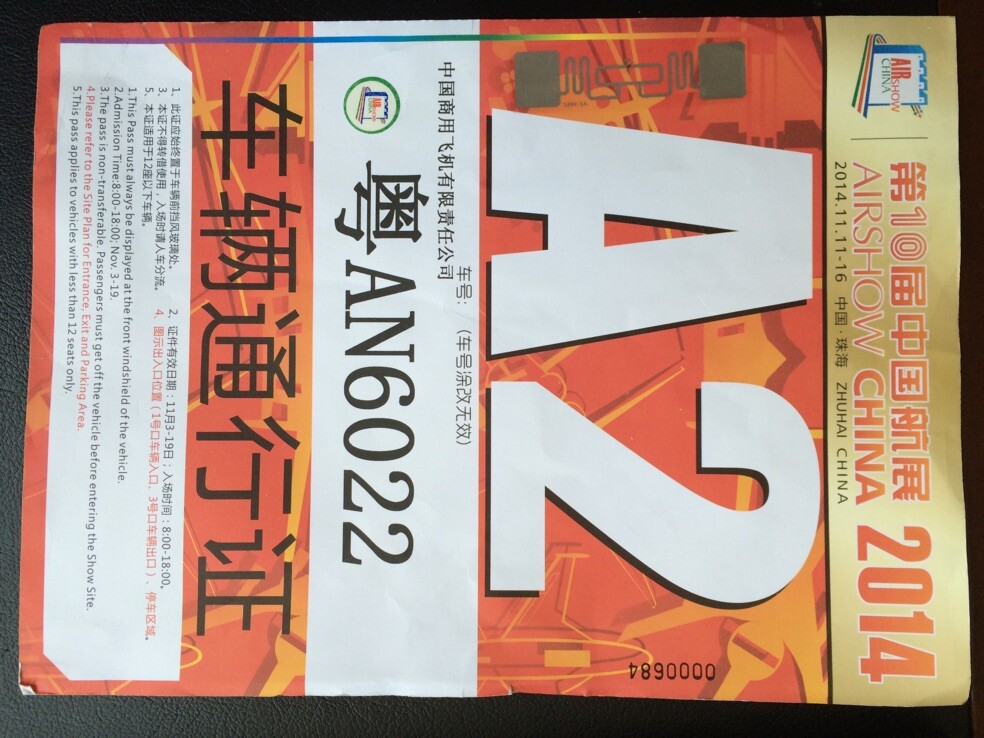 AIRSHOW
CHINA
第10届中国航展
AIRSHOW CHINA 2014
2014.11.11-16 中国·珠海 ZHUHAI CHINA
A2
0000684
中国商用飞机有限责任公司
车号：（车号涂改无效）
粤AN6022
车辆通行证
1、此证应始终置于车辆前挡风玻璃处。 2、证件有效日期：11月3-19日；入场时间：8:00-18:00。
3、本证不得转借使用，入场时请人车分流。 4、图示出入口位置（1号口车辆入口、3号口车辆出口）、停车区域。
5、本证适用于12座以下车辆。
1.This Pass must always be displayed at the front windshield of the vehicle.
2.Admission Time:8:00-18:00; Nov. 3-19.
3.The pass is non-transferable. Passengers must get off the vehicle before entering the Show Site.
4.Please refer to the Site Plan for Entrance, Exit and Parking Area.
5.This pass applies to vehicles with less than 12 seats only.